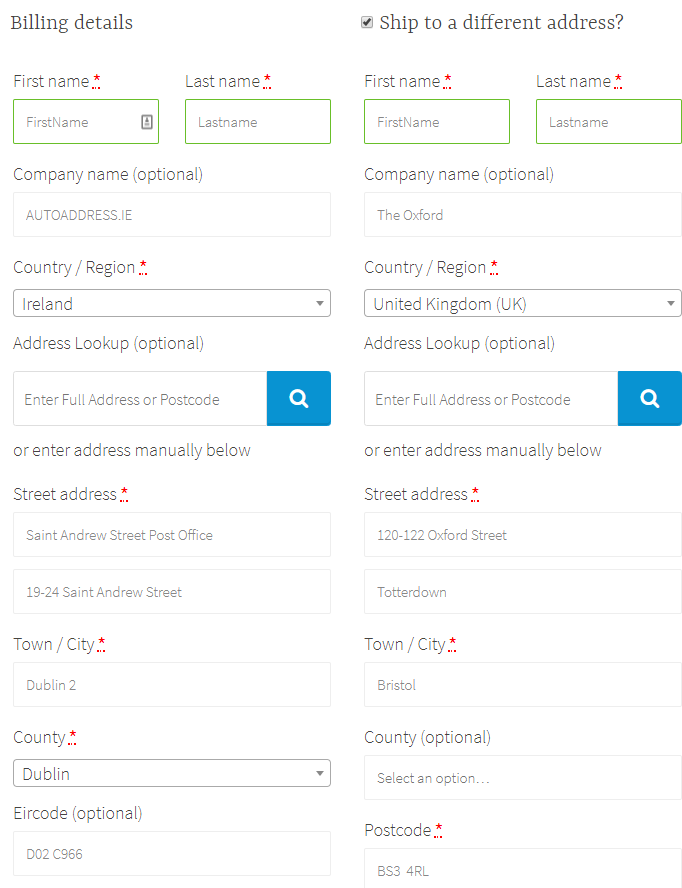 Billing details
First name *
Last name *
FirstName
Lastname
Company name (optional)
AUTOADDRESS.IE
Country / Region *
Ireland
Address Lookup (optional)
Enter Full Address or Postcode
or enter address manually below
Street address *
Saint Andrew Street Post Office
19-24 Saint Andrew Street
Town / City *
Dublin 2
County *
Dublin
Eircode (optional)
D02 C966
Ship to a different address?
First name *
Last name *
FirstName
Lastname
Company name (optional)
The Oxford
Country / Region *
United Kingdom (UK)
Address Lookup (optional)
Enter Full Address or Postcode
or enter address manually below
Street address *
120-122 Oxford Street
Totterdown
Town / City *
Bristol
County (optional)
Select an option...
Postcode *
BS3 4RL